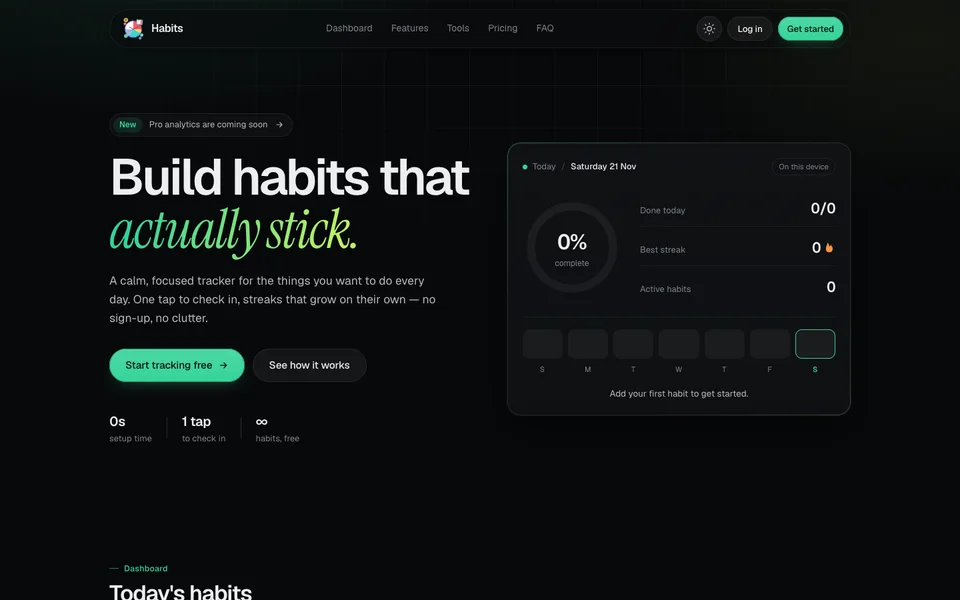 Habits
Dashboard Features Tools Pricing FAQ
Log in
Get started
New Pro analytics are coming soon →
Build habits that
actually stick.
A calm, focused tracker for the things you want to do every
day. One tap to check in, streaks that grow on their own — no
sign-up, no clutter.
Start tracking free →
See how it works
0s
setup time
1 tap
to check in
∞
habits, free
Today / Saturday 21 Nov
On this device
0%
complete
Done today 0/0
Best streak 0
Active habits 0
S M T W T F S
Add your first habit to get started.
— Dashboard
Today's habits